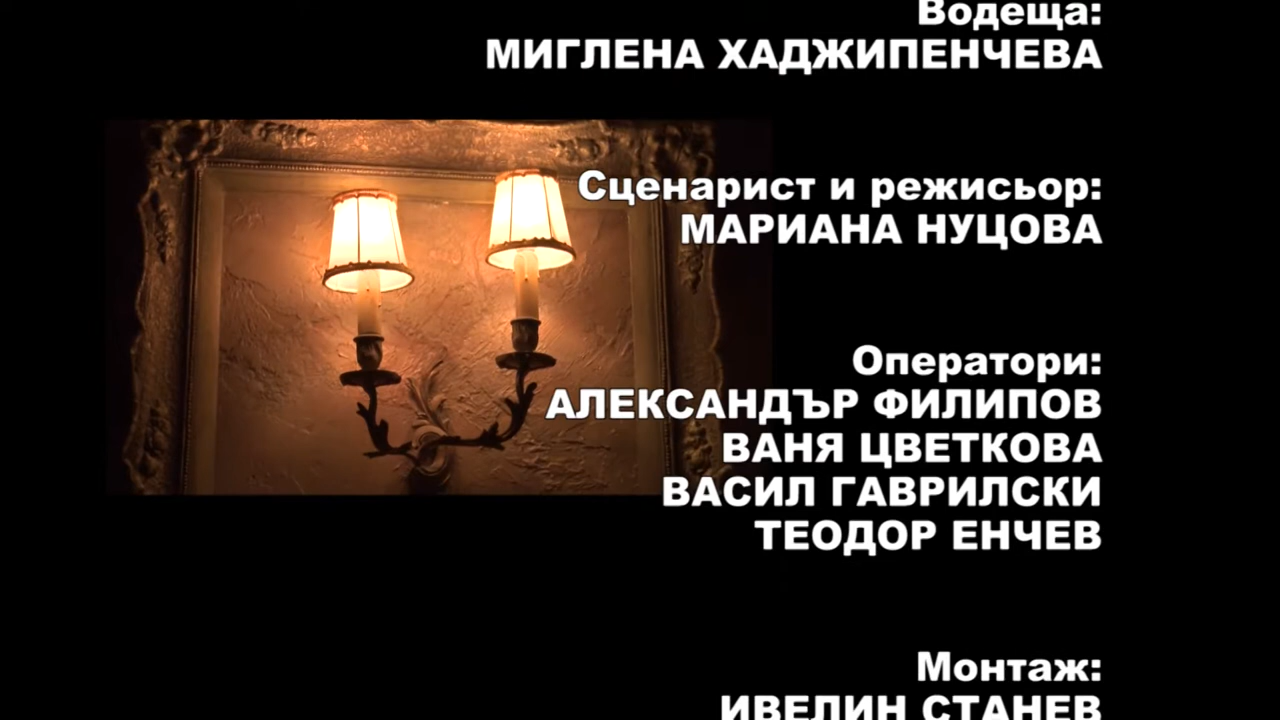 Водеща:
МИГЛЕНА ХАДЖИПЕНЧЕВА
Сценарист и режисьор:
МАРИАНА НУЦОВА
Оператори:
АЛЕКСАНДЪР ФИЛИПОВ
ВАНЯ ЦВЕТКОВА
ВАСИЛ ГАВРИЛСКИ
ТЕОДОР ЕНЧЕВ
Монтаж:
ИВЕЛИН СТАНЕВ